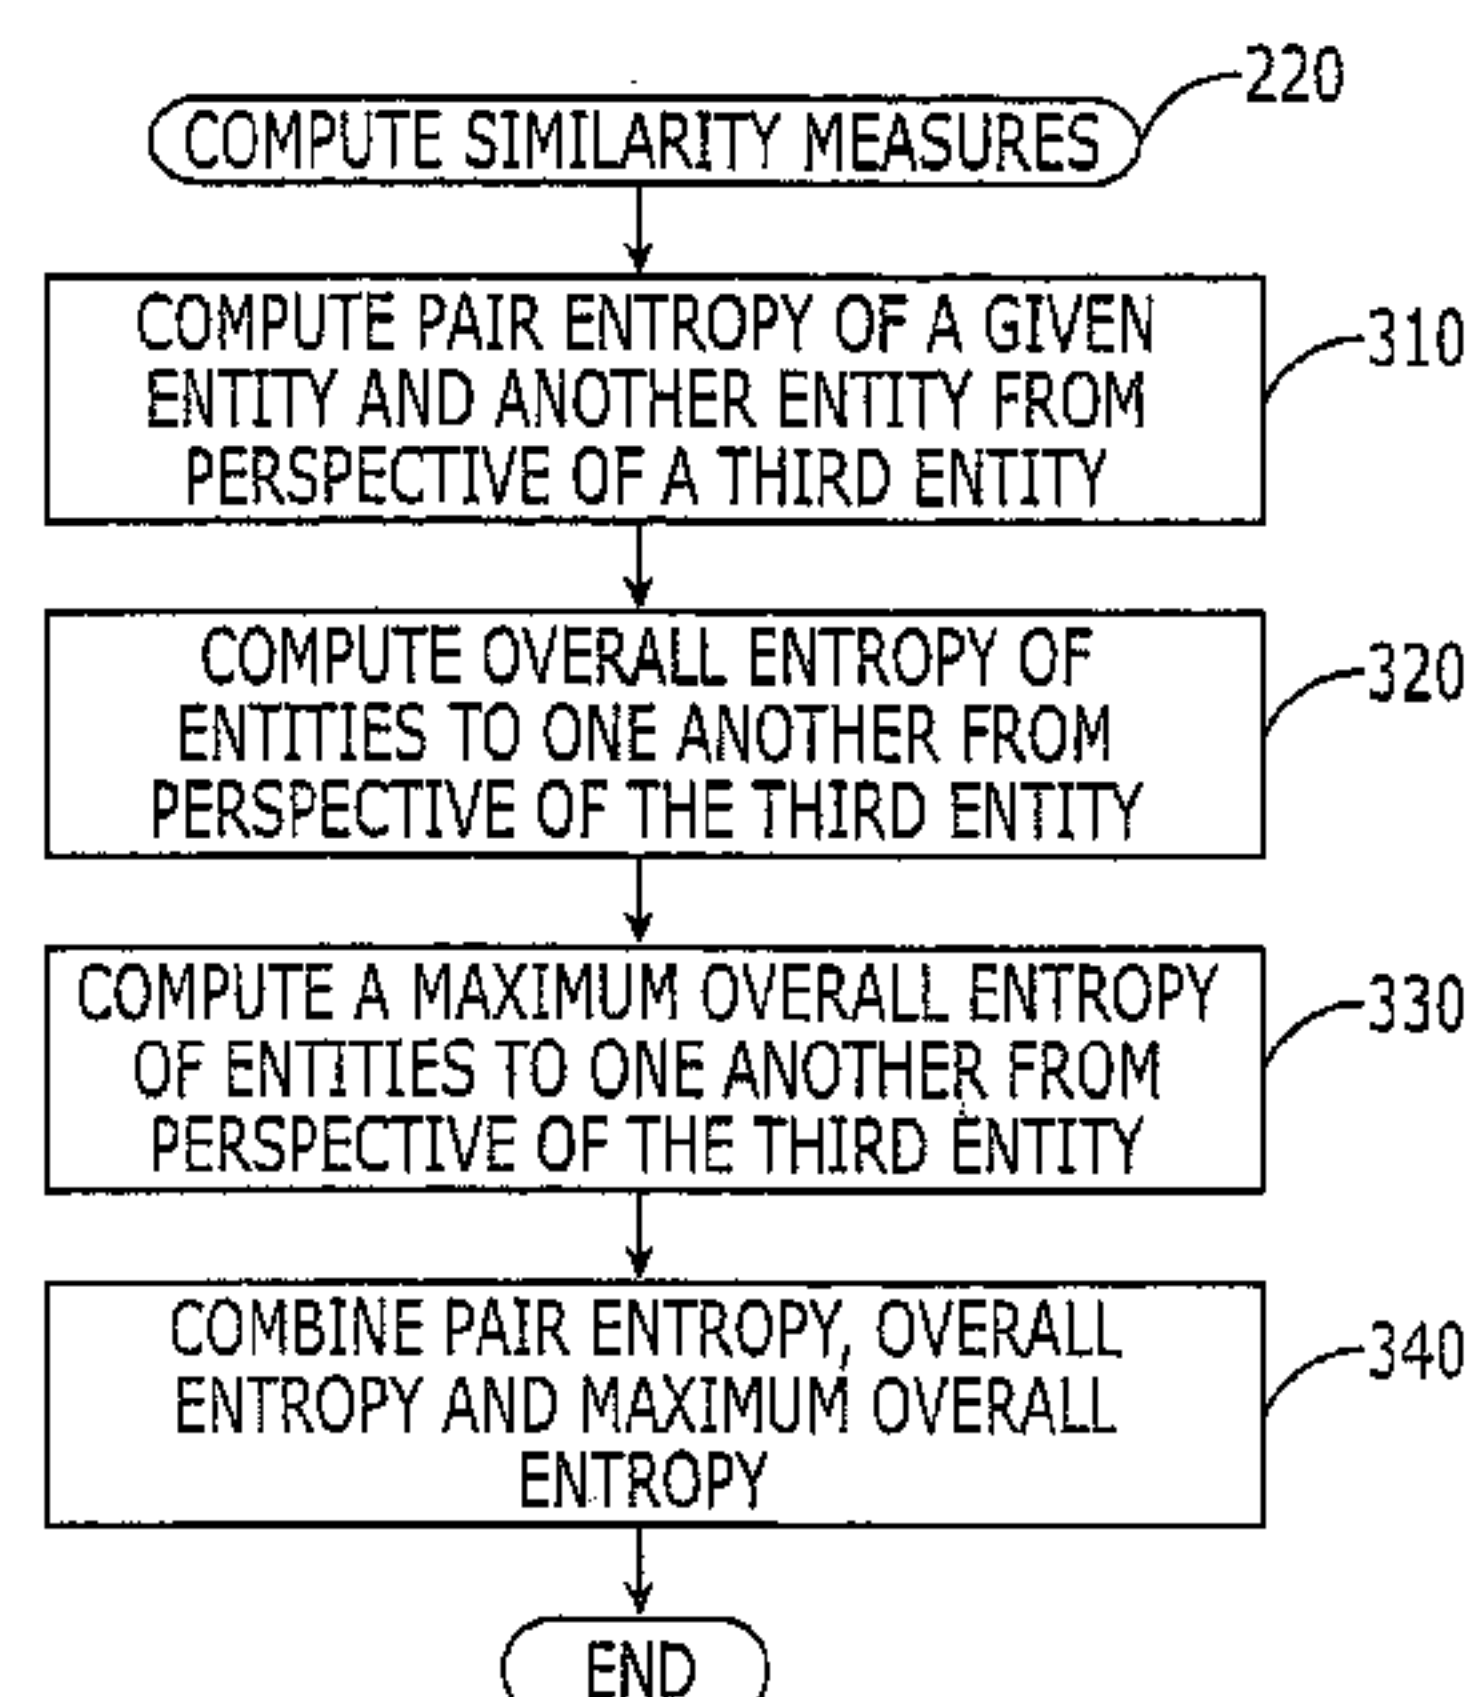 220
COMPUTE SIMILARITY MEASURES
COMPUTE PAIR ENTROPY OF A GIVEN
ENTITY AND ANOTHER ENTITY FROM
PERSPECTIVE OF A THIRD ENTITY
310
COMPUTE OVERALL ENTROPY OF
ENTITIES TO ONE ANOTHER FROM
PERSPECTIVE OF THE THIRD ENTITY
320
COMPUTE A MAXIMUM OVERALL ENTROPY
OF ENTITIES TO ONE ANOTHER FROM
PERSPECTIVE OF THE THIRD ENTITY
330
COMBINE PAIR ENTROPY, OVERALL
ENTROPY AND MAXIMUM OVERALL
ENTROPY
340
END